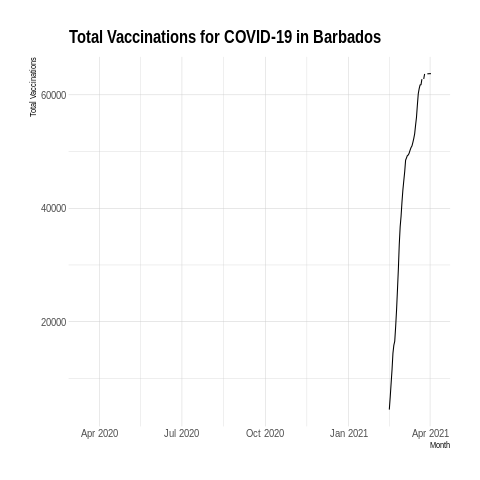 Total Vaccinations for COVID-19 in Barbados
Total Vaccinations
60000
40000
20000
Apr 2020 Jul 2020 Oct 2020 Jan 2021 Apr 2021
Month